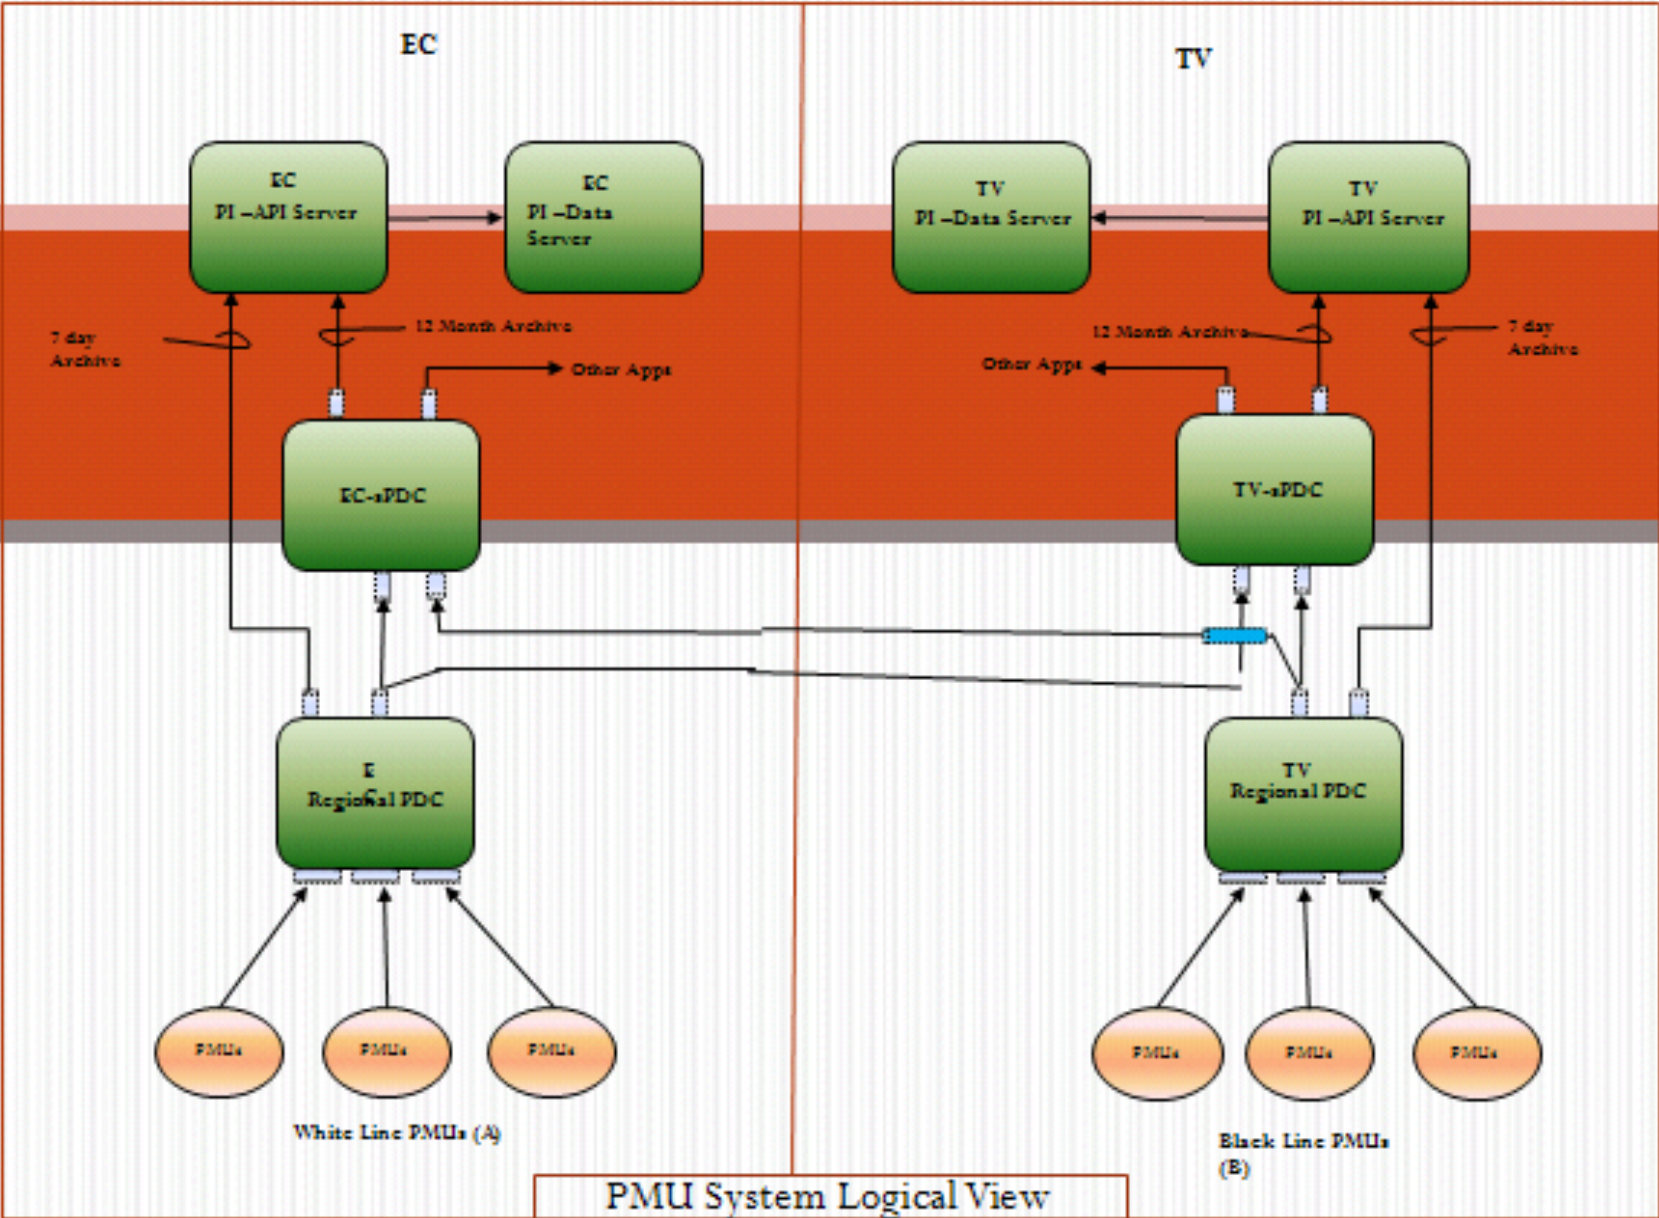 EC
TV
EC
PI –API Server
EC
PI –Data
Server
TV
PI –Data Server
TV
PI –API Server
7 day
Archive
12 Month Archive
Other Apps
12 Month Archive
7 day
Archive
Other Apps
EC-sPDC
TV-sPDC
E
C
Regional PDC
TV
Regional PDC
PMUs
PMUs
PMUs
PMUs
PMUs
PMUs
White Line PMUs (A)
Black Line PMUs
(B)
PMU System Logical View